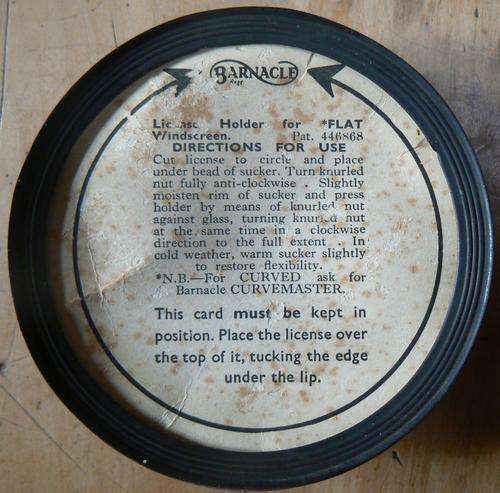 BARNACLE
Regd
License Holder for *FLAT
Windscreen. Pat. 446868
DIRECTIONS FOR USE
Cut license to circle and place
under bead of sucker. Turn knurled
nut fully anti-clockwise . Slightly
moisten rim of sucker and press
holder by means of knurled nut
against glass, turning knurled nut
at the same time in a clockwise
direction to the full extent . In
cold weather, warm sucker slightly
to restore flexibility.
*N.B.—For CURVED ask for
Barnacle CURVEMASTER.
This card must be kept in
position. Place the license over
the top of it, tucking the edge
under the lip.